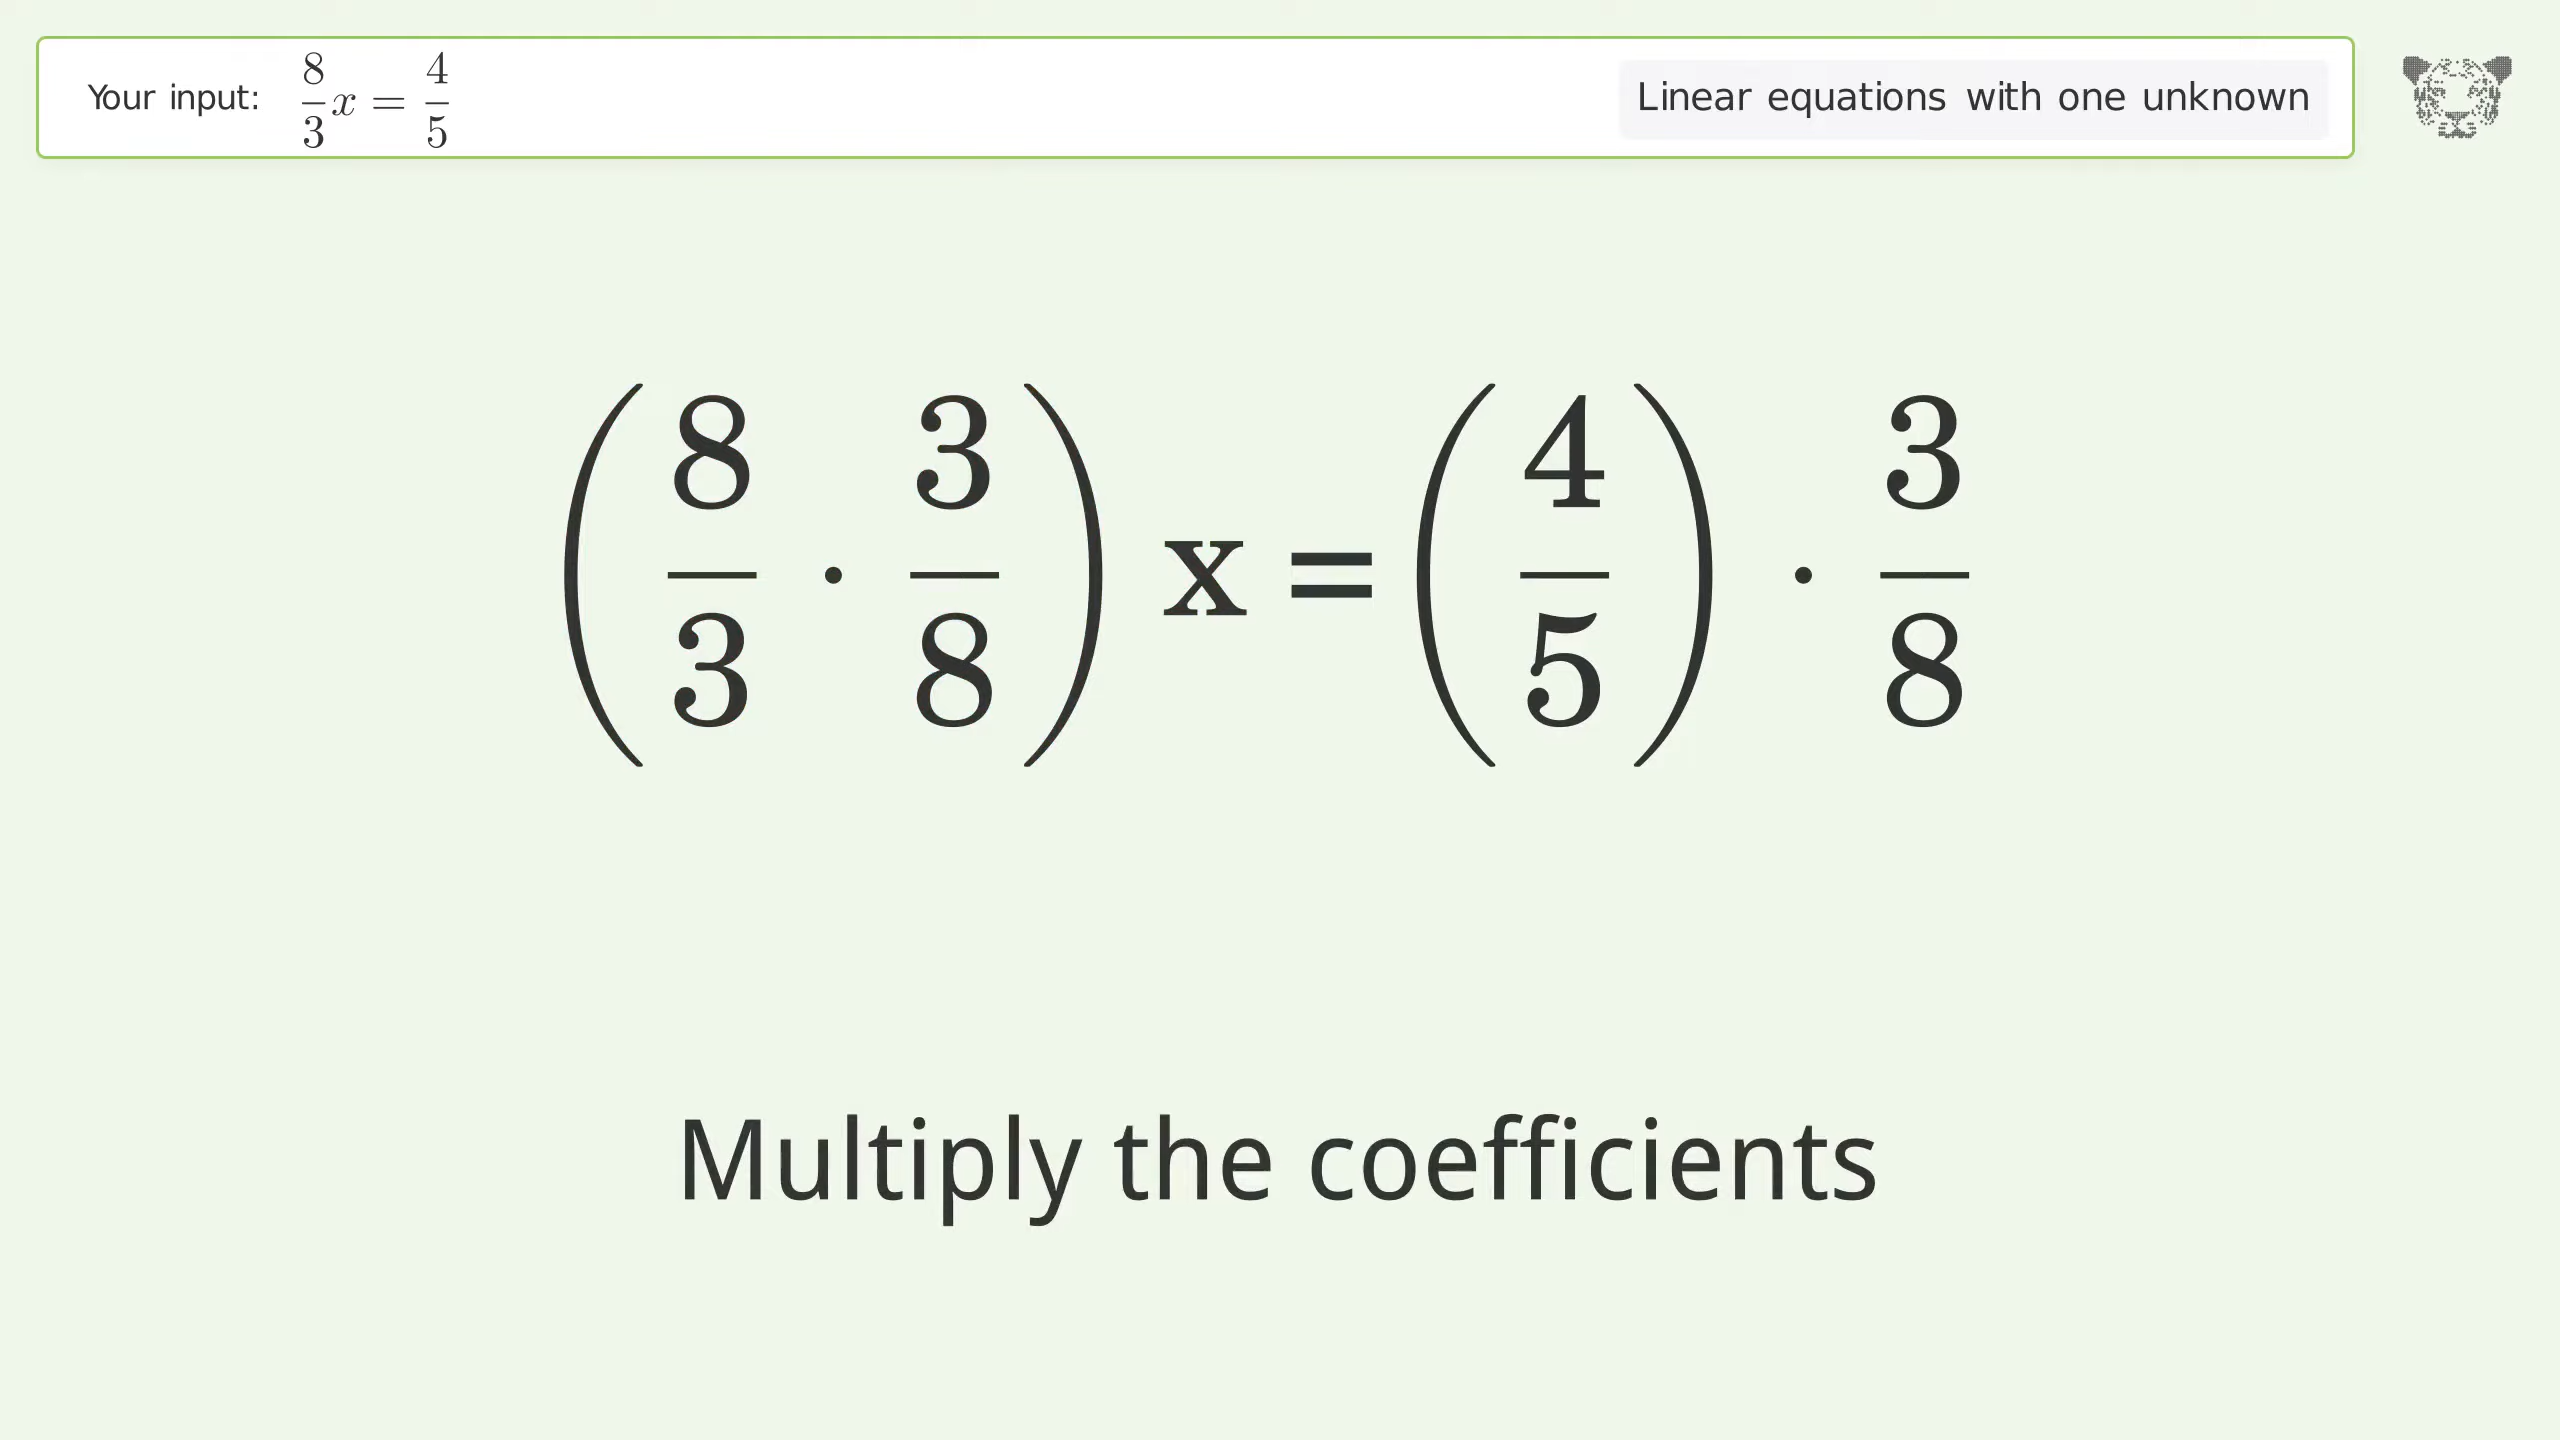 Your input: 8/3 x = 4/5
Linear equations with one unknown
(8/3 · 3/8) x = (4/5) · 3/8
Multiply the coefficients